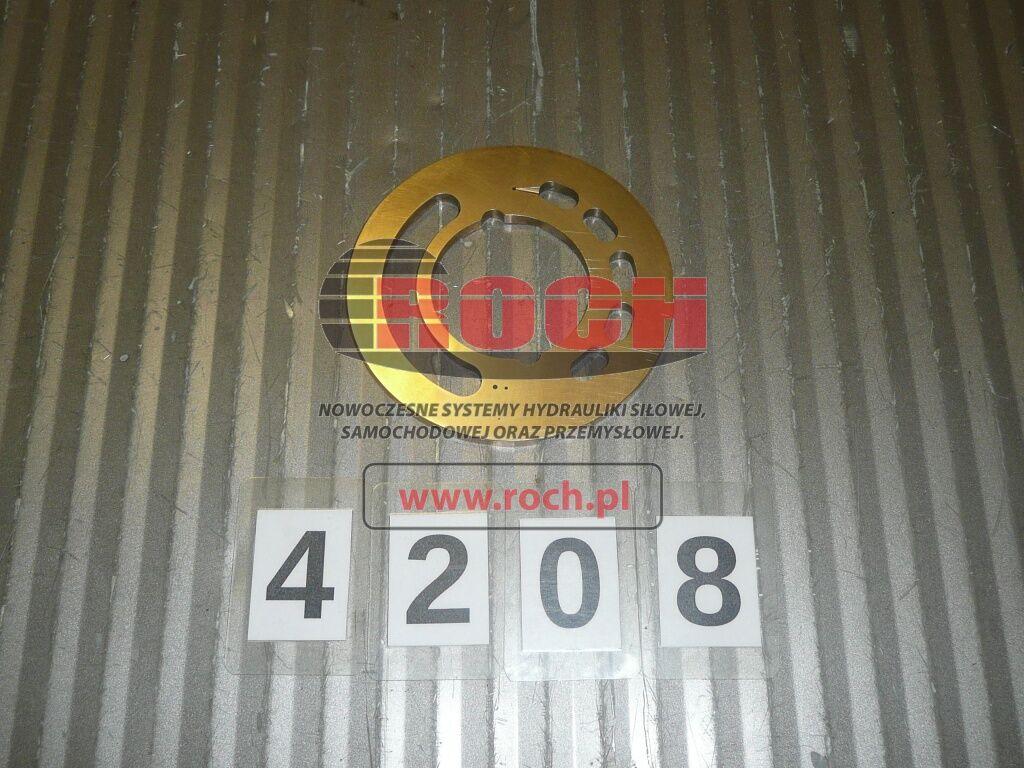 ROCH
NOWOCZESNE SYSTEMY HYDRAULIKI SIŁOWEJ,
SAMOCHODOWEJ ORAZ PRZEMYSŁOWEJ.
www.roch.pl
4208